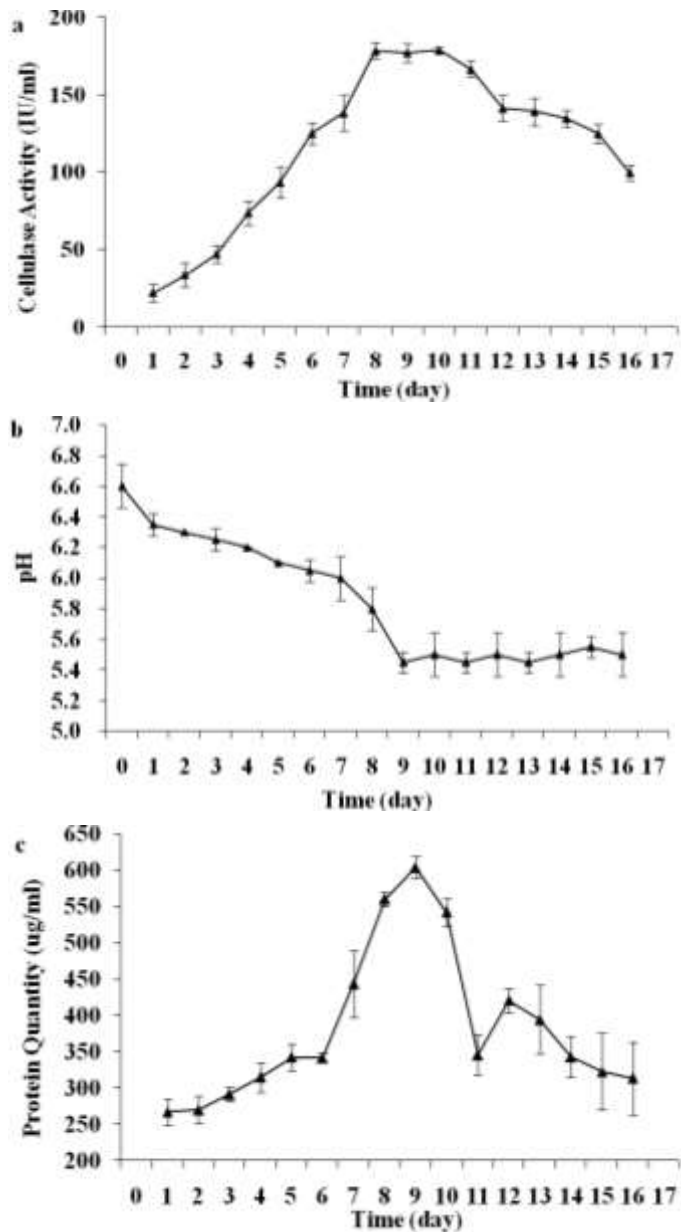 a
Cellulase Activity (IU/ml)
200
150
100
50
0
0 1 2 3 4 5 6 7 8 9 10 11 12 13 14 15 16 17
Time (day)
b
pH
7.0
6.8
6.6
6.4
6.2
6.0
5.8
5.6
5.4
5.2
5.0
0 1 2 3 4 5 6 7 8 9 10 11 12 13 14 15 16 17
Time (day)
c
Protein Quantity (ug/ml)
650
600
550
500
450
400
350
300
250
200
0 1 2 3 4 5 6 7 8 9 10 11 12 13 14 15 16 17
Time (day)